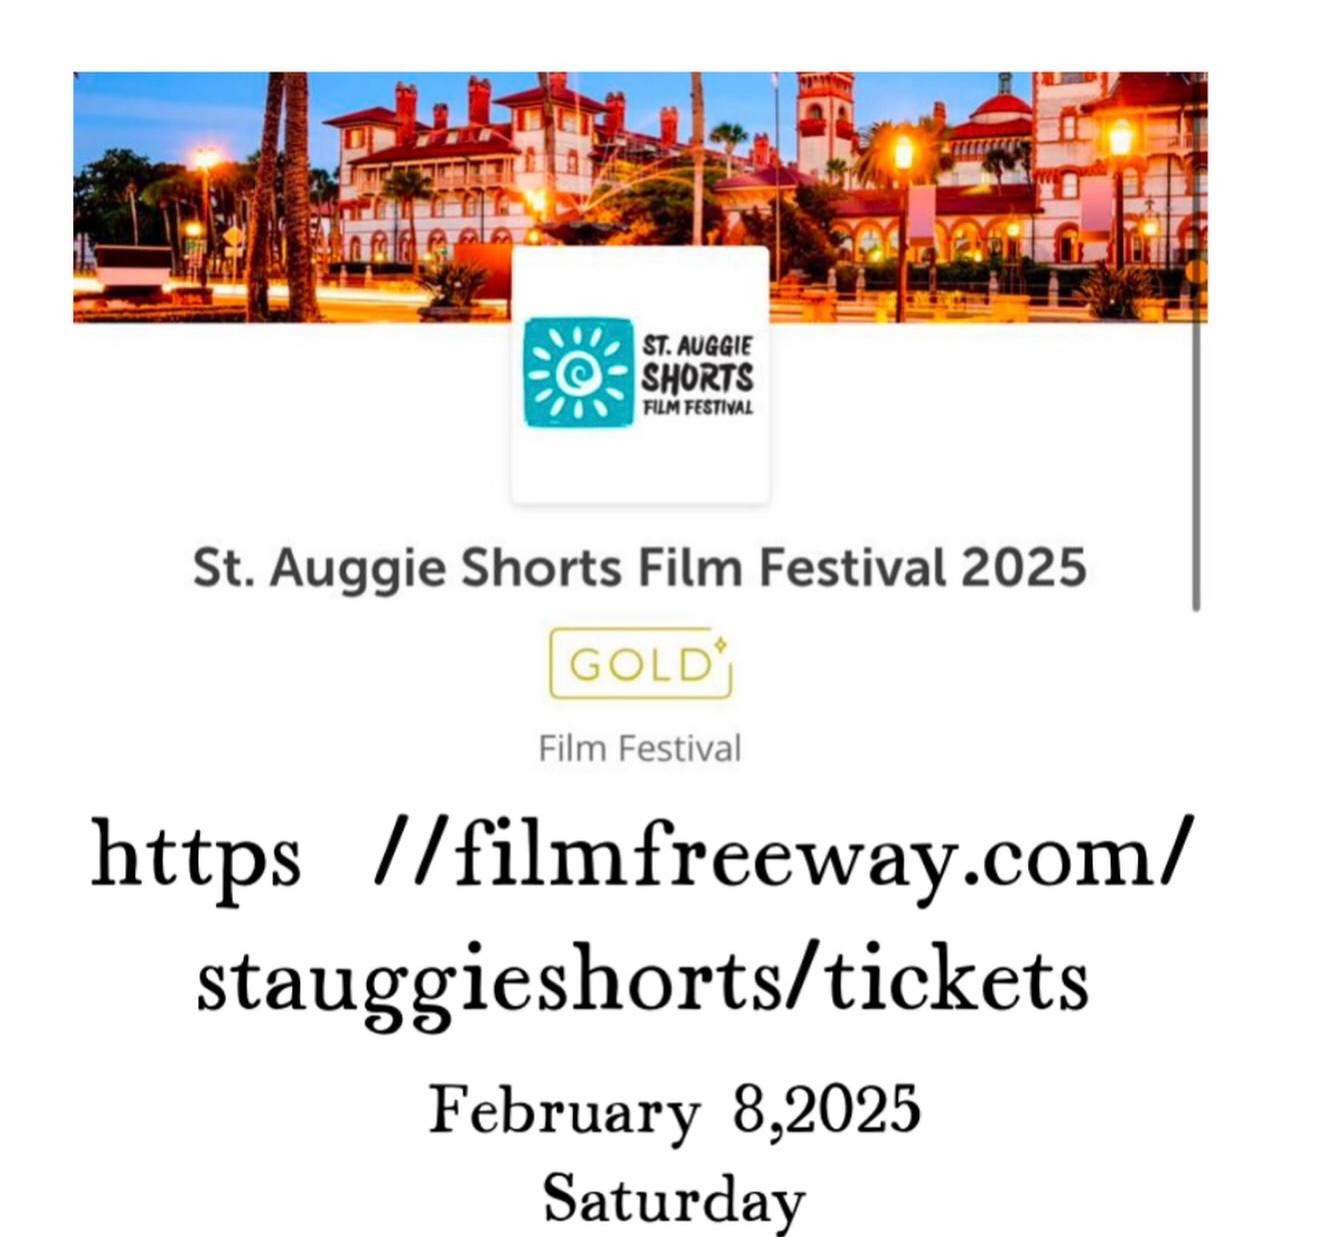 ST. AUGGIE
SHORTS
FILM FESTIVAL
St. Auggie Shorts Film Festival 2025
GOLD
Film Festival
https //filmfreeway.com/
stauggieshorts/tickets
February 8,2025
Saturday